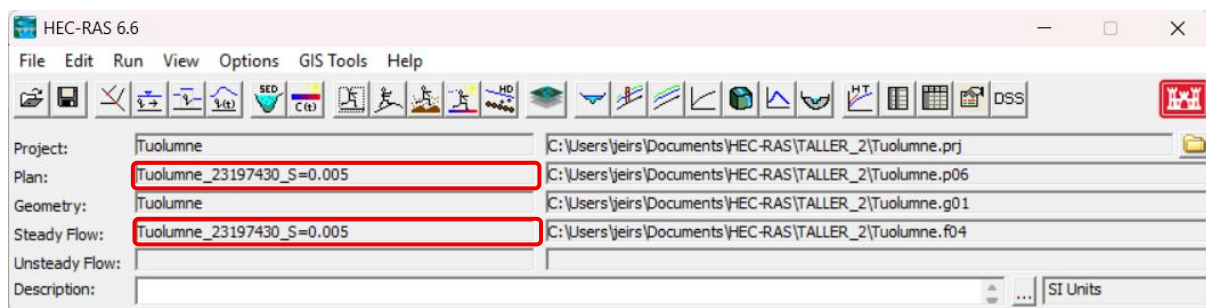 HEC-RAS 6.6
File Edit Run View Options GIS Tools Help
SED C(t) HD HT DSS
Project: Tuolumne C:\Users\jeirs\Documents\HEC-RAS\TALLER_2\Tuolumne.prj
Plan: Tuolumne_23197430_S=0.005 C:\Users\jeirs\Documents\HEC-RAS\TALLER_2\Tuolumne.p06
Geometry: Tuolumne C:\Users\jeirs\Documents\HEC-RAS\TALLER_2\Tuolumne.g01
Steady Flow: Tuolumne_23197430_S=0.005 C:\Users\jeirs\Documents\HEC-RAS\TALLER_2\Tuolumne.f04
Unsteady Flow:
Description: ... SI Units